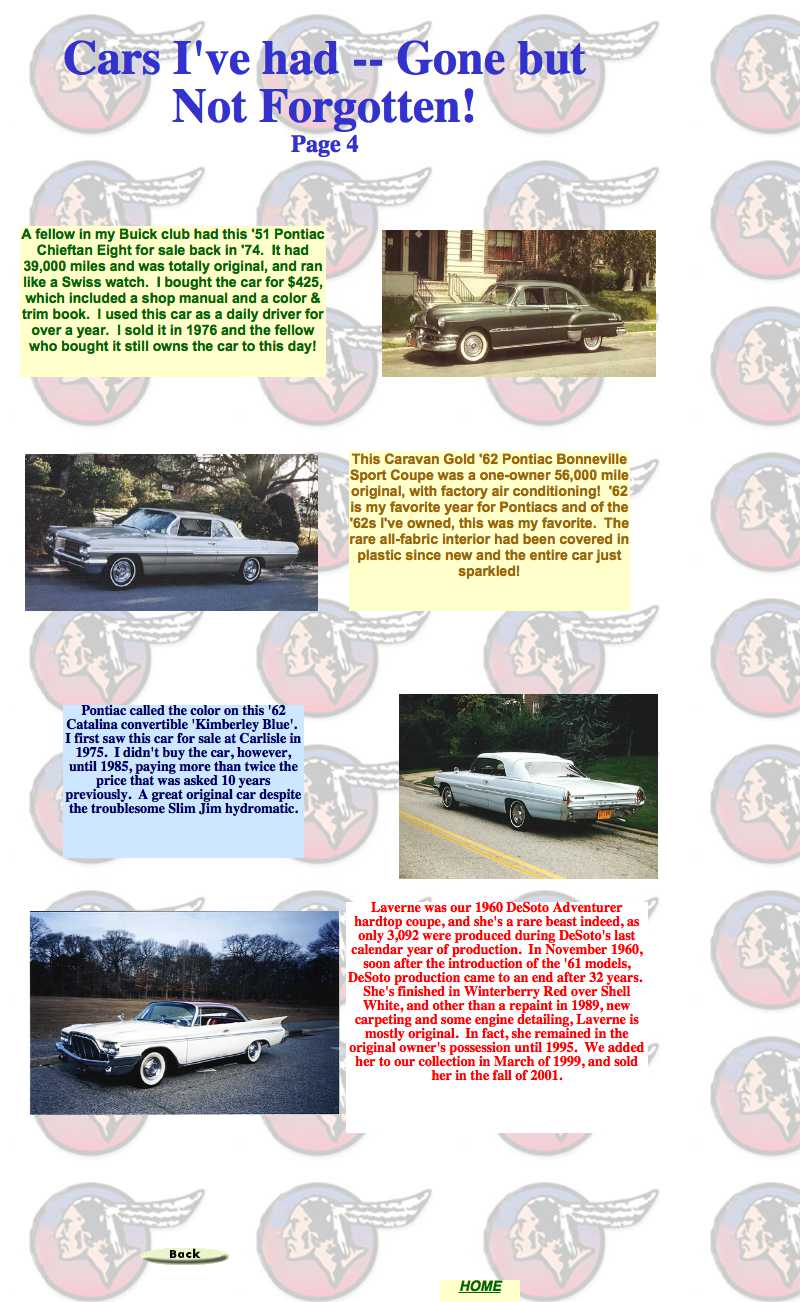 Cars I've had -- Gone but
Not Forgotten!
Page 4
A fellow in my Buick club had this '51 Pontiac
Chieftan Eight for sale back in '74. It had
39,000 miles and was totally original, and ran
like a Swiss watch. I bought the car for $425,
which included a shop manual and a color &
trim book. I used this car as a daily driver for
over a year. I sold it in 1976 and the fellow
who bought it still owns the car to this day!
This Caravan Gold '62 Pontiac Bonneville
Sport Coupe was a one-owner 56,000 mile
original, with factory air conditioning! '62
is my favorite year for Pontiacs and of the
'62s I've owned, this was my favorite. The
rare all-fabric interior had been covered in
plastic since new and the entire car just
sparkled!
Pontiac called the color on this '62
Catalina convertible 'Kimberley Blue'.
I first saw this car for sale at Carlisle in
1975. I didn't buy the car, however,
until 1985, paying more than twice the
price that was asked 10 years
previously. A great original car despite
the troublesome Slim Jim hydromatic.
Laverne was our 1960 DeSoto Adventurer
hardtop coupe, and she's a rare beast indeed, as
only 3,092 were produced during DeSoto's last
calendar year of production. In November 1960,
soon after the introduction of the '61 models,
DeSoto production came to an end after 32 years.
She's finished in Winterberry Red over Shell
White, and other than a repaint in 1989, new
carpeting and some engine detailing, Laverne is
mostly original. In fact, she remained in the
original owner's possession until 1995. We added
her to our collection in March of 1999, and sold
her in the fall of 2001.
Back
HOME